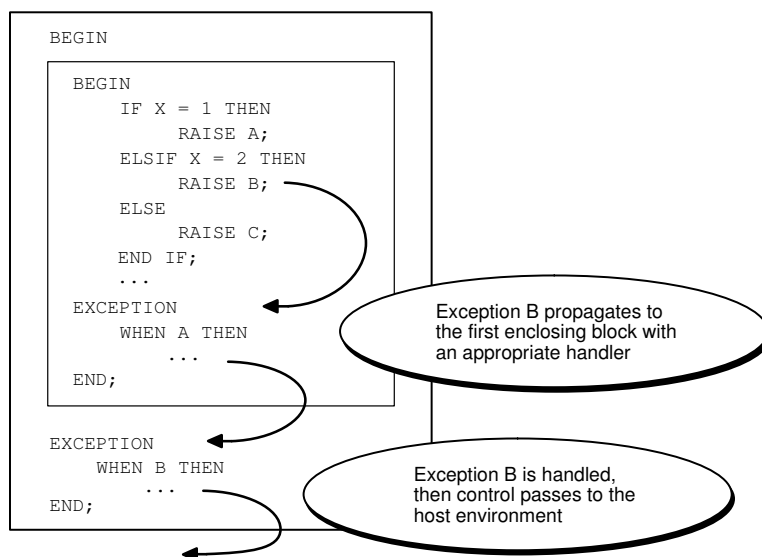 BEGIN
BEGIN
IF X = 1 THEN
RAISE A;
ELSIF X = 2 THEN
RAISE B;
ELSE
RAISE C;
END IF;
...
EXCEPTION
WHEN A THEN
...
END;
Exception B propagates to
the first enclosing block with
an appropriate handler
EXCEPTION
WHEN B THEN
...
END;
Exception B is handled,
then control passes to the
host environment